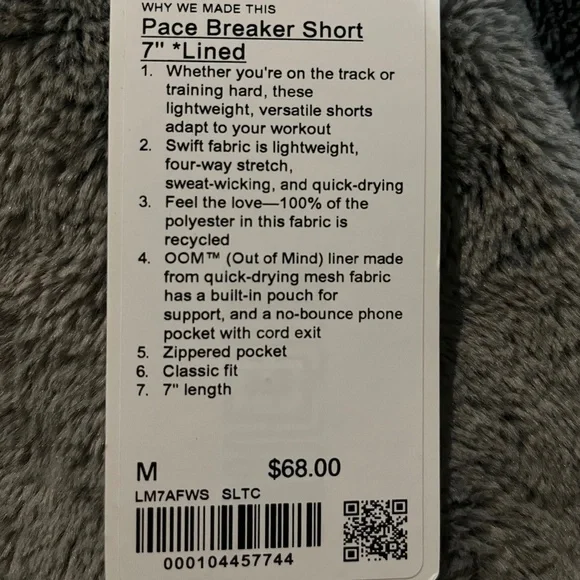 WHY WE MADE THIS
Pace Breaker Short
7" *Lined
1. Whether you're on the track or
training hard, these
lightweight, versatile shorts
adapt to your workout
2. Swift fabric is lightweight,
four-way stretch,
sweat-wicking, and quick-drying
3. Feel the love—100% of the
polyester in this fabric is
recycled
4. OOM™ (Out of Mind) liner made
from quick-drying mesh fabric
has a built-in pouch for
support, and a no-bounce phone
pocket with cord exit
5. Zippered pocket
6. Classic fit
7. 7" length
M $68.00
LM7AFWS SLTC
000104457744